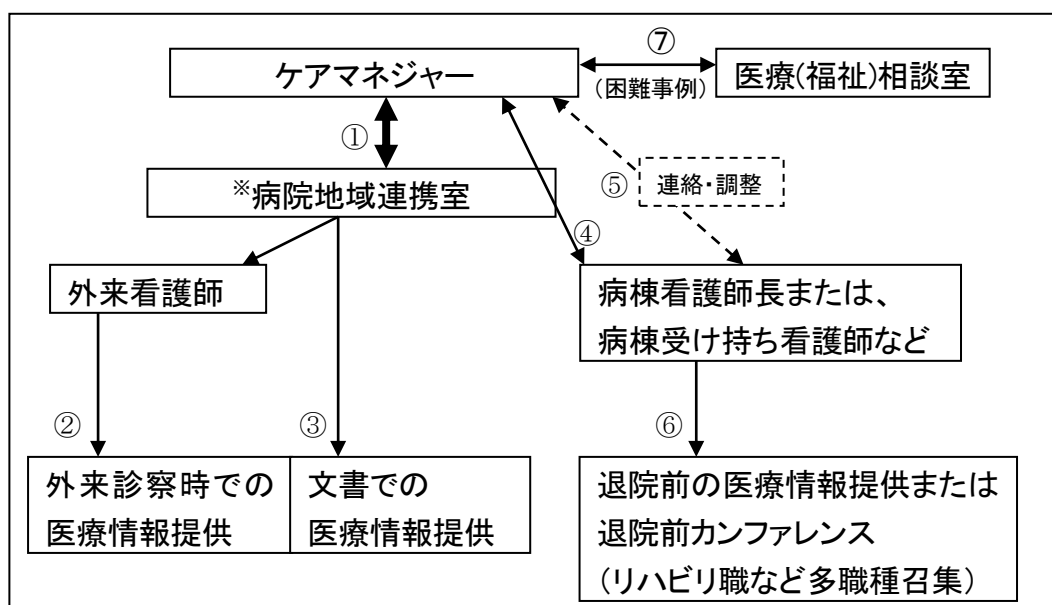 ケアマネジャー
⑦
(困難事例)
医療(福祉)相談室
①
※病院地域連携室
⑤
連絡・調整
④
外来看護師
病棟看護師長または、
病棟受け持ち看護師など
②
③
⑥
外来診察時での
医療情報提供
文書での
医療情報提供
退院前の医療情報提供または
退院前カンファレンス
(リハビリ職など多職種召集)